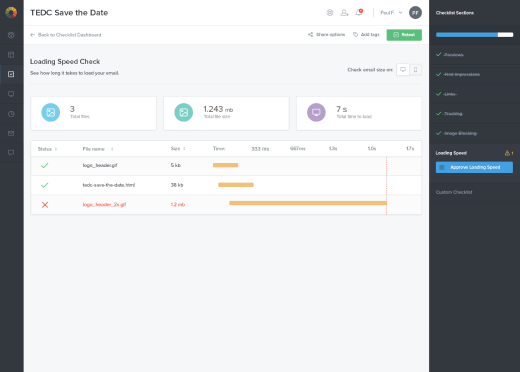 TEDC Save the Date
Paul F.
PF
Checklist Sections
← Back to Checklist Dashboard
Share options
Add tags
Retest
Previews
First Impressions
Links
Tracking
Image Blocking
Loading Speed
Approve Loading Speed
Custom Checklist
Loading Speed Check
See how long it takes to load your email.
Check email size on:
3
Total files
1.243 mb
Total file size
7 s
Total time to load
Status
File name
Size
Time:
333 ms
667ms
1.3s
1.0s
17s
logo_header.gif
5 kb
tedc-save-the-date.html
38 kb
logo_header_2x.gif
1.2 mb